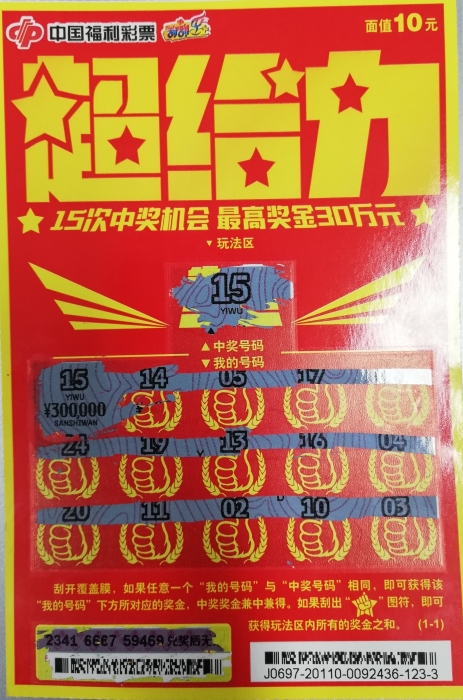 中国福利彩票 刮刮乐 面值10元
超给力
15次中奖机会 最高奖金30万元
▼玩法区
15
YIWU
▲中奖号码
▼我的号码
15 14 05 17
YIWU
¥300,000
SANSHIWAN
24 19 13 16 04
20 11 02 10 03
刮开覆盖膜，如果任意一个“我的号码”与“中奖号码”相同，即可获得该
“我的号码”下方所对应的奖金，中奖奖金兼中兼得。如果刮出“ ”图符，即可
获得玩法区内所有的奖金之和。 (1-1)
2341 59469
J0697-20110-0092436-123-3